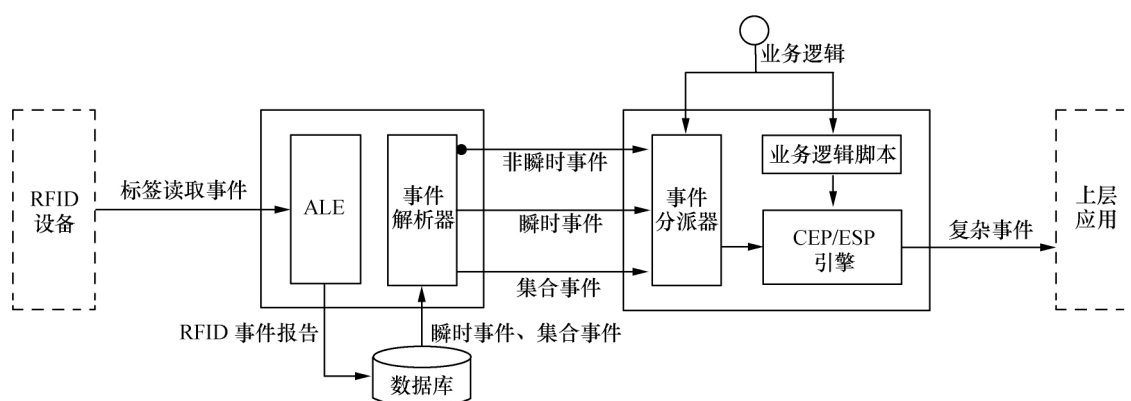 业务逻辑
RFID
设备
标签读取事件
ALE
事件
解析器
非瞬时事件
瞬时事件
集合事件
事件
分派器
业务逻辑脚本
CEP/ESP
引擎
复杂事件
上层
应用
RFID 事件报告
瞬时事件、集合事件
数据库